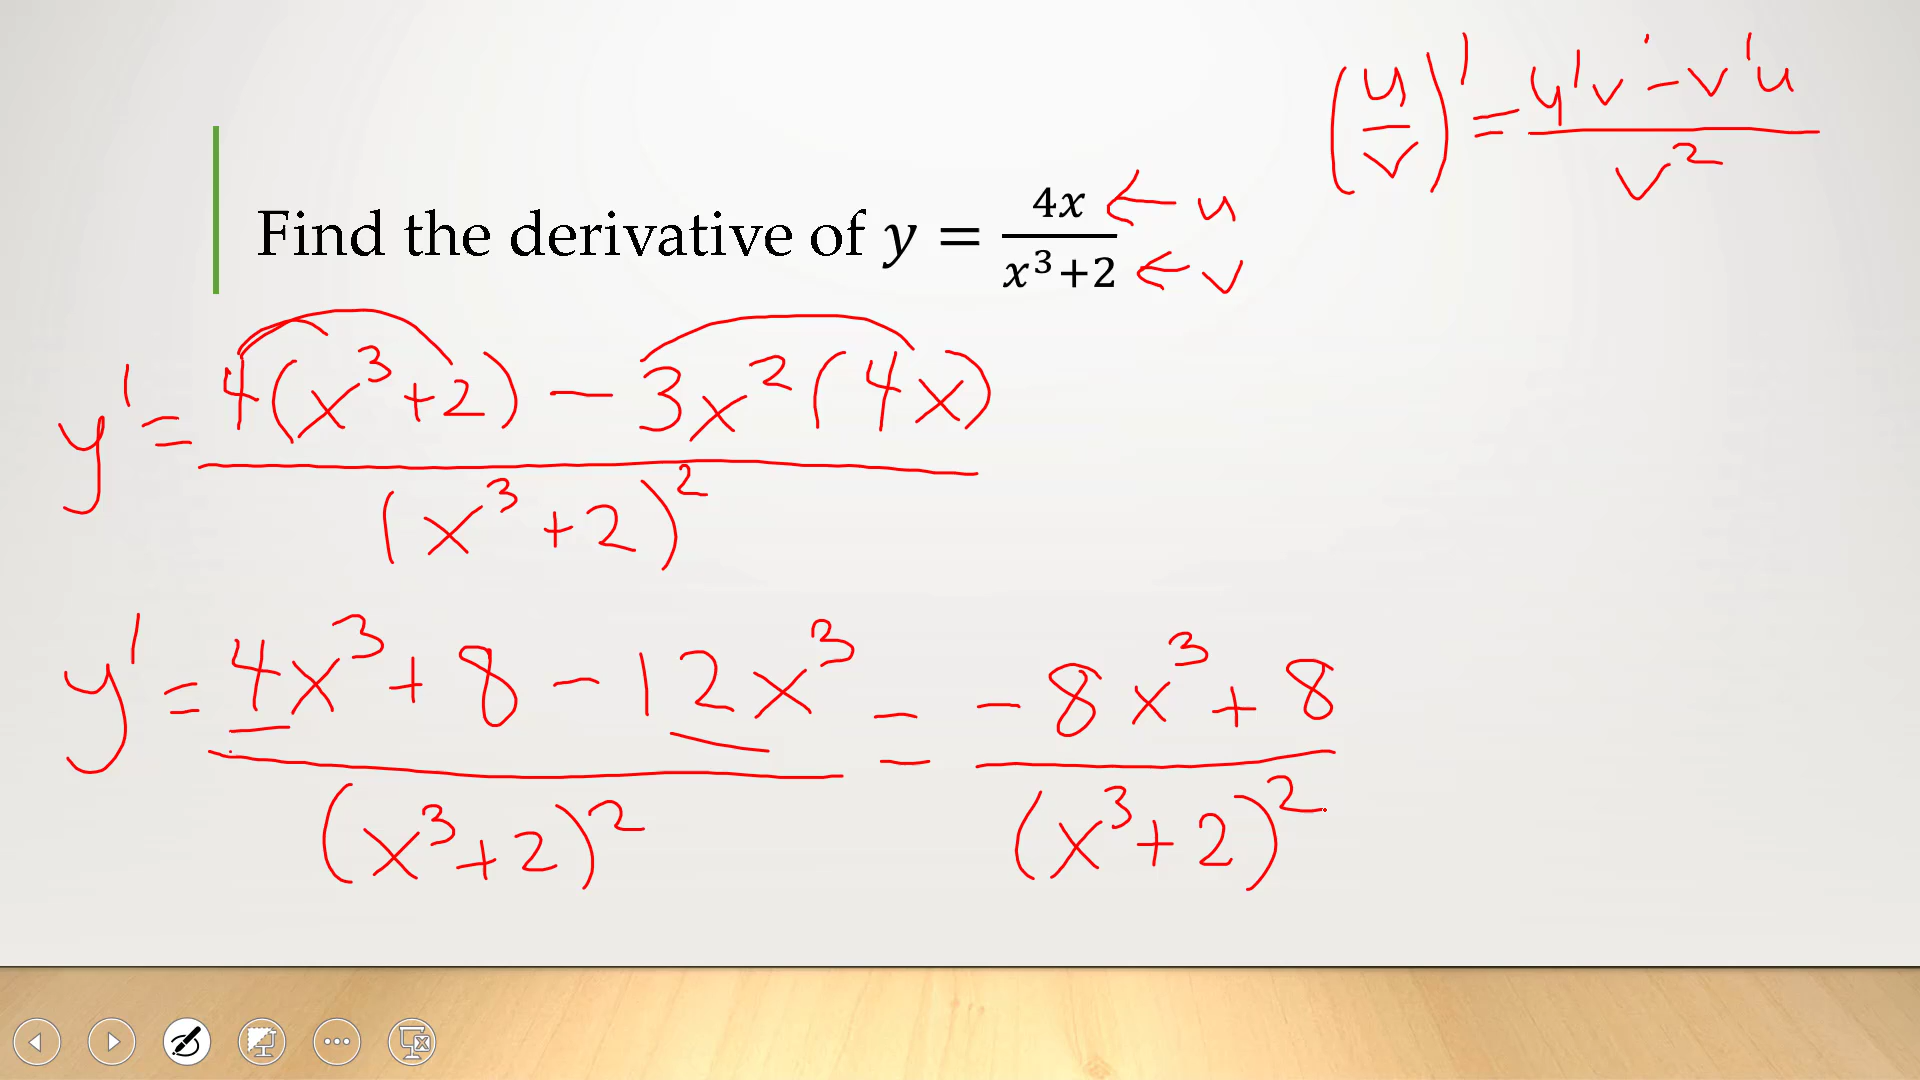 (u/v)' = (u'v - v'u)/v²
Find the derivative of y = 4x/(x³+2)
← u
← v
y' = (4(x³+2) - 3x²(4x))/(x³+2)²
y' = (4x³+8-12x³)/(x³+2)² = (-8x³+8)/(x³+2)²